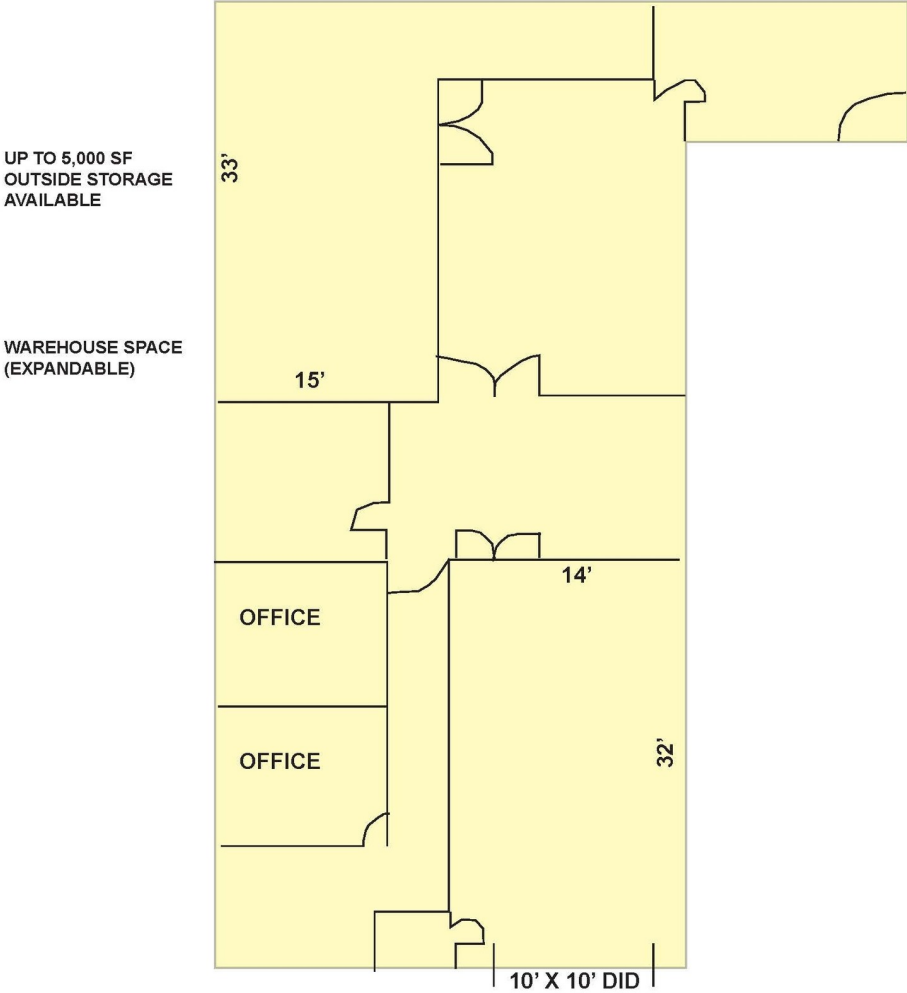 UP TO 5,000 SF
OUTSIDE STORAGE
AVAILABLE
33’
WAREHOUSE SPACE
(EXPANDABLE)
15’
14’
OFFICE
OFFICE
32’
10’ X 10’ DID